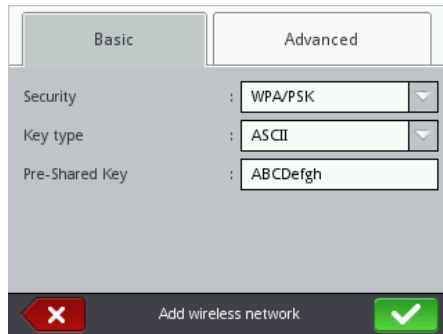 Basic Advanced
Security : WPA/PSK
Key type : ASCII
Pre-Shared Key : ABCDefgh
Add wireless network